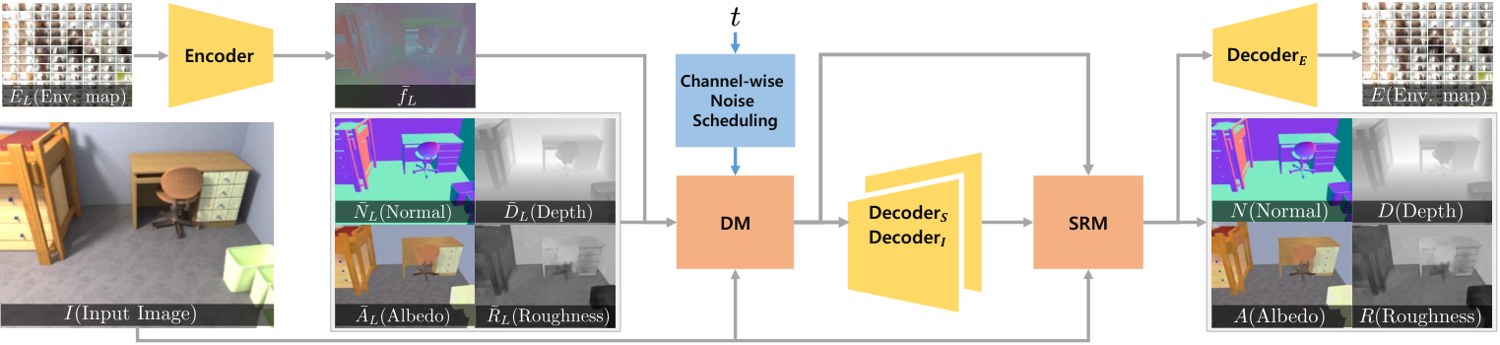 Ē_L(Env. map)
Encoder
f̄_L
t
Channel-wise
Noise
Scheduling
Decoder_E
E(Env. map)
I(Input Image)
N̄_L(Normal)
D̄_L(Depth)
Ā_L(Albedo)
R̄_L(Roughness)
DM
Decoder_S
Decoder_I
SRM
N(Normal)
D(Depth)
A(Albedo)
R(Roughness)